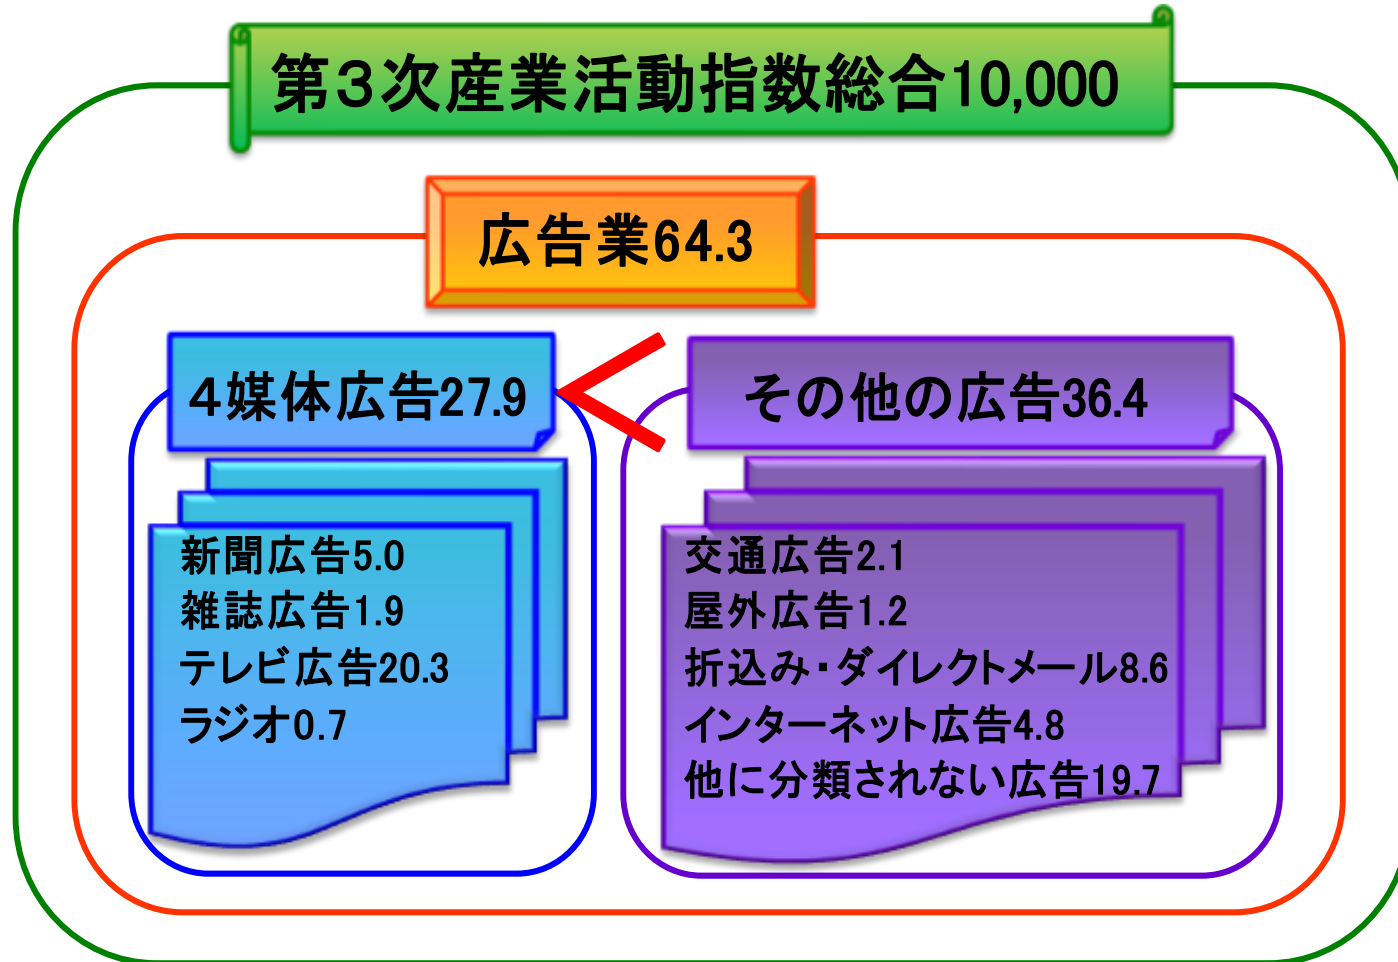 第３次産業活動指数総合10,000
広告業64.3
４媒体広告27.9
新聞広告5.0
雑誌広告1.9
テレビ広告20.3
ラジオ0.7
その他の広告36.4
交通広告2.1
屋外広告1.2
折込み・ダイレクトメール8.6
インターネット広告4.8
他に分類されない広告19.7